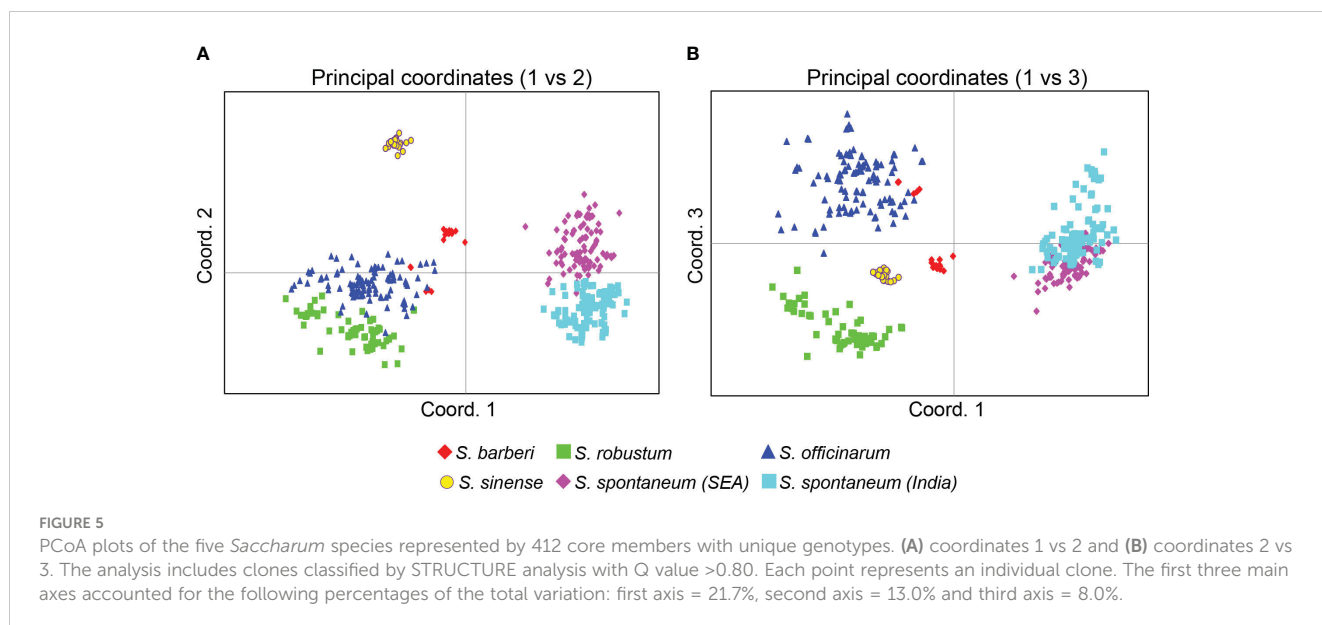 A
Principal coordinates (1 vs 2)
Coord. 2
Coord. 1
B
Principal coordinates (1 vs 3)
Coord. 3
Coord. 1
S. barberi S. robustum S. officinarum
S. sinense S. spontaneum (SEA) S. spontaneum (India)
FIGURE 5
PCoA plots of the five Saccharum species represented by 412 core members with unique genotypes. (A) coordinates 1 vs 2 and (B) coordinates 2 vs
3. The analysis includes clones classified by STRUCTURE analysis with Q value >0.80. Each point represents an individual clone. The first three main
axes accounted for the following percentages of the total variation: first axis = 21.7%, second axis = 13.0% and third axis = 8.0%.